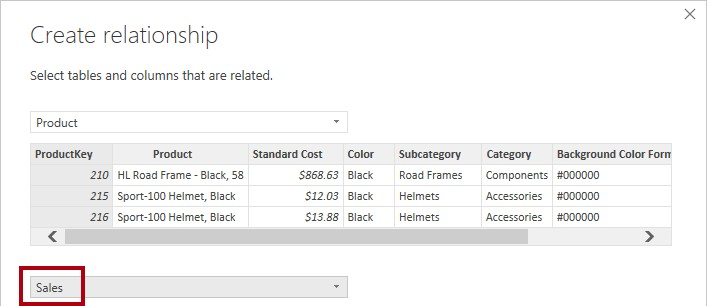 Create relationship
Select tables and columns that are related.
Product
ProductKey Product Standard Cost Color Subcategory Category Background Color Form
210 HL Road Frame - Black, 58 $868.63 Black Road Frames Components #000000
215 Sport-100 Helmet, Black $12.03 Black Helmets Accessories #000000
216 Sport-100 Helmet, Black $13.88 Black Helmets Accessories #000000
Sales